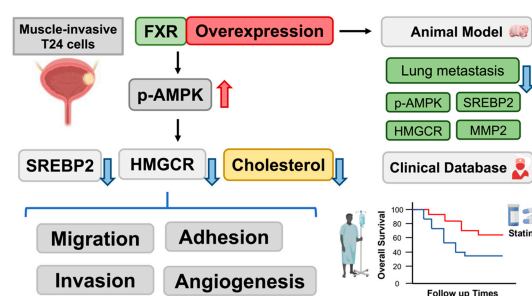 Muscle-invasive
T24 cells
FXR Overexpression
Animal Model
p-AMPK
Lung metastasis
p-AMPK SREBP2
HMGCR MMP2
SREBP2 HMGCR Cholesterol
Clinical Database
Migration Adhesion
Invasion Angiogenesis
Overall Survival
100
80
60
40
20
0
Statin
Follow up Times